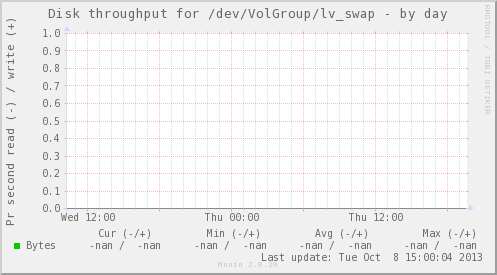 Disk throughput for /dev/VolGroup/lv_swap - by day
RRDTOOL / TOBI OETIKER
Pr second read (-) / write (+)
1.0
0.9
0.8
0.7
0.6
0.5
0.4
0.3
0.2
0.1
0.0
Wed 12:00 Thu 00:00 Thu 12:00
Cur (-/+) Min (-/+) Avg (-/+) Max (-/+)
Bytes -nan / -nan -nan / -nan -nan / -nan -nan / -nan
Last update: Tue Oct 8 15:00:04 2013
Munin 2.0.20